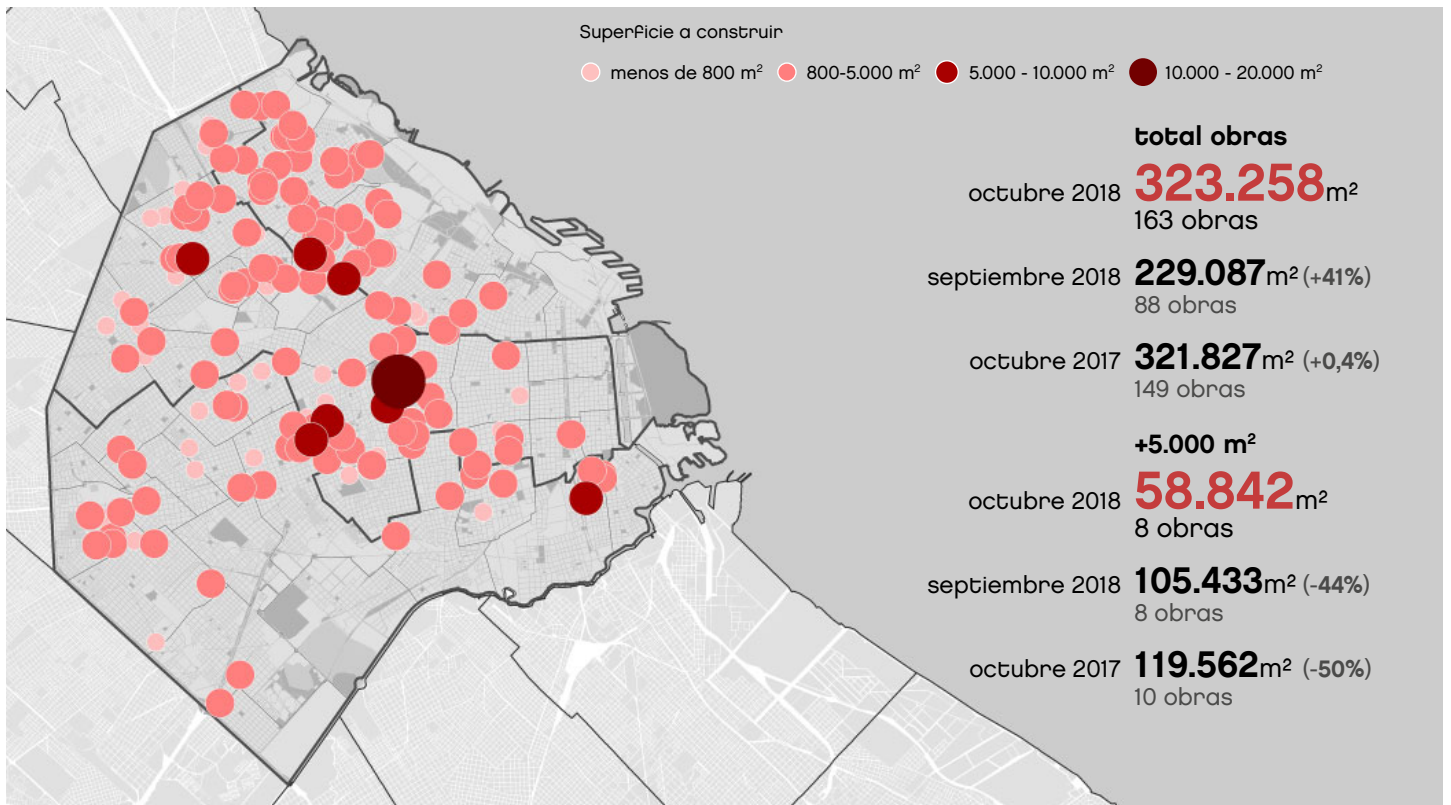 Superficie a construir
menos de 800 m² 800-5.000 m² 5.000 - 10.000 m² 10.000 - 20.000 m²
total obras
octubre 2018 323.258m²
163 obras
septiembre 2018 229.087m² (+41%)
88 obras
octubre 2017 321.827m² (+0,4%)
149 obras
+5.000 m²
octubre 2018 58.842m²
8 obras
septiembre 2018 105.433m² (-44%)
8 obras
octubre 2017 119.562m² (-50%)
10 obras